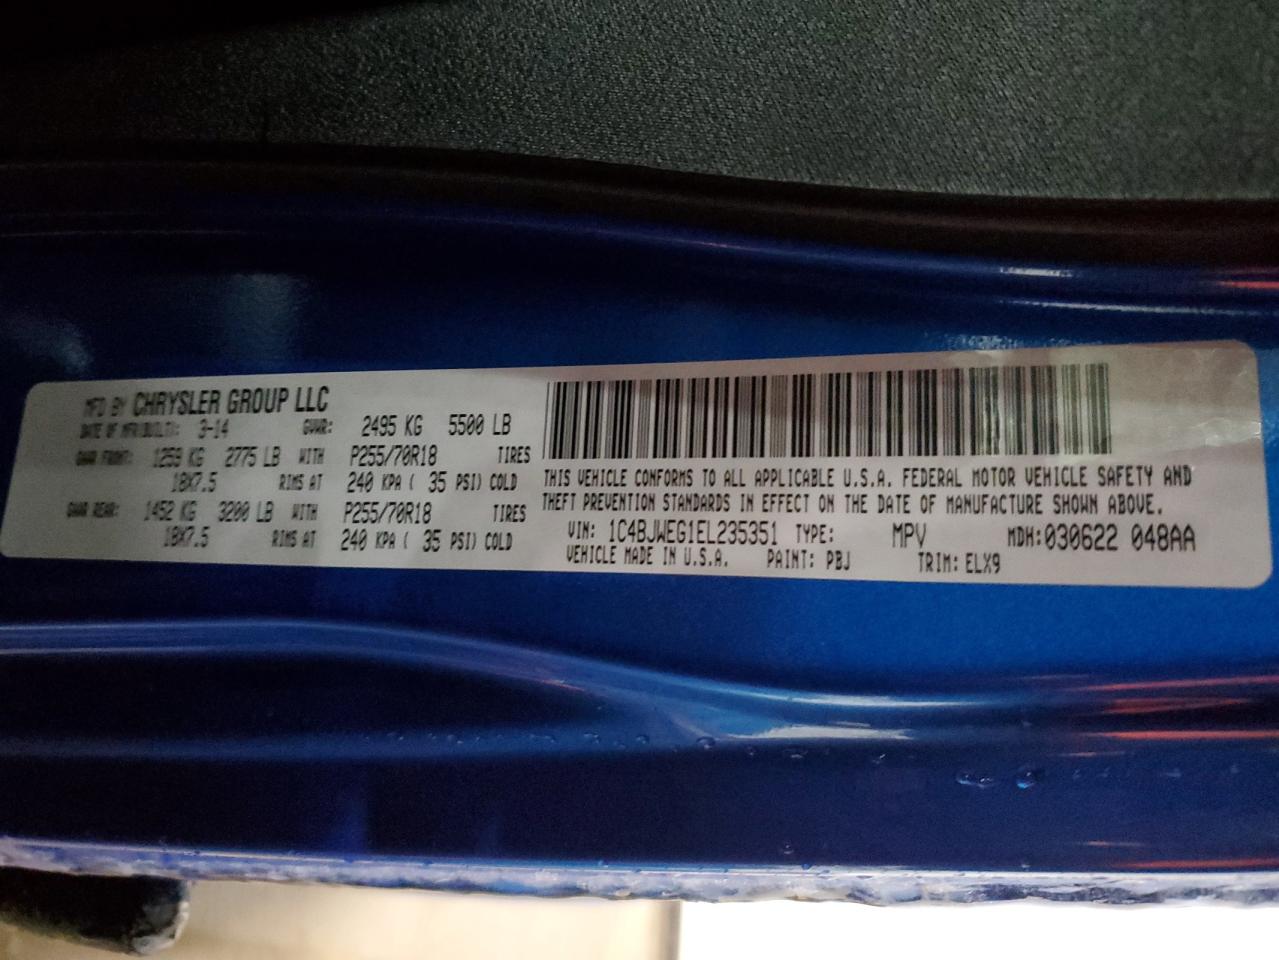 MFD BY CHRYSLER GROUP LLC
DATE OF MFR(BUILT): 3-14 GVWR: 2495 KG 5500 LB
GWR FRONT: 1259 KG 2775 LB WITH P255/70R18 TIRES
18X7.5 RIMS AT 240 KPA ( 35 PSI) COLD
GWR REAR: 1452 KG 3200 LB WITH P255/70R18 TIRES
18X7.5 RIMS AT 240 KPA ( 35 PSI) COLD
THIS VEHICLE CONFORMS TO ALL APPLICABLE U.S.A. FEDERAL MOTOR VEHICLE SAFETY AND
THEFT PREVENTION STANDARDS IN EFFECT ON THE DATE OF MANUFACTURE SHOWN ABOVE.
VIN: 1C4BJWEG1EL235351 TYPE: MPV MDH:030622 048AA
VEHICLE MADE IN U.S.A. PAINT: PBJ TRIM: ELX9